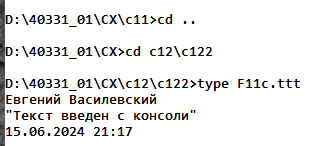 D:\40331_01\CX\c11>cd ..
D:\40331_01\CX>cd c12\c122
D:\40331_01\CX\c12\c122>type F11c.ttt
Евгений Василевский
"Текст введен с консоли"
15.06.2024 21:17